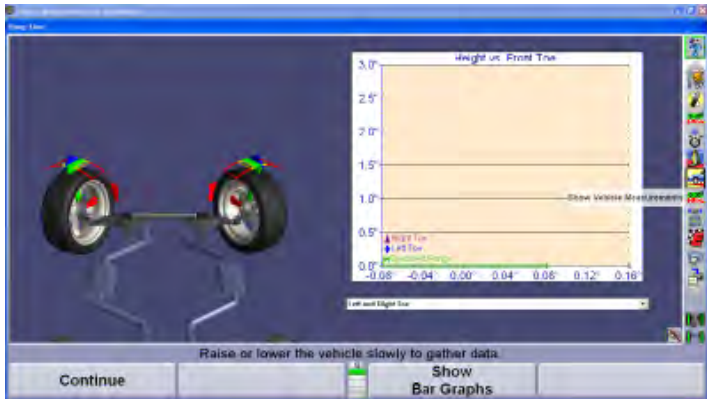 Height vs. Front Toe
3.0"
2.5"
2.0"
1.5"
1.0"
0.5"
0.0"
Show Vehicle Measurements
Right Toe
Left Toe
-0.08 -0.04 0.00 0.04 0.08 0.12 0.16
Left and Right Toe
Raise or lower the vehicle slowly to gather data.
Continue
Show
Bar Graphs